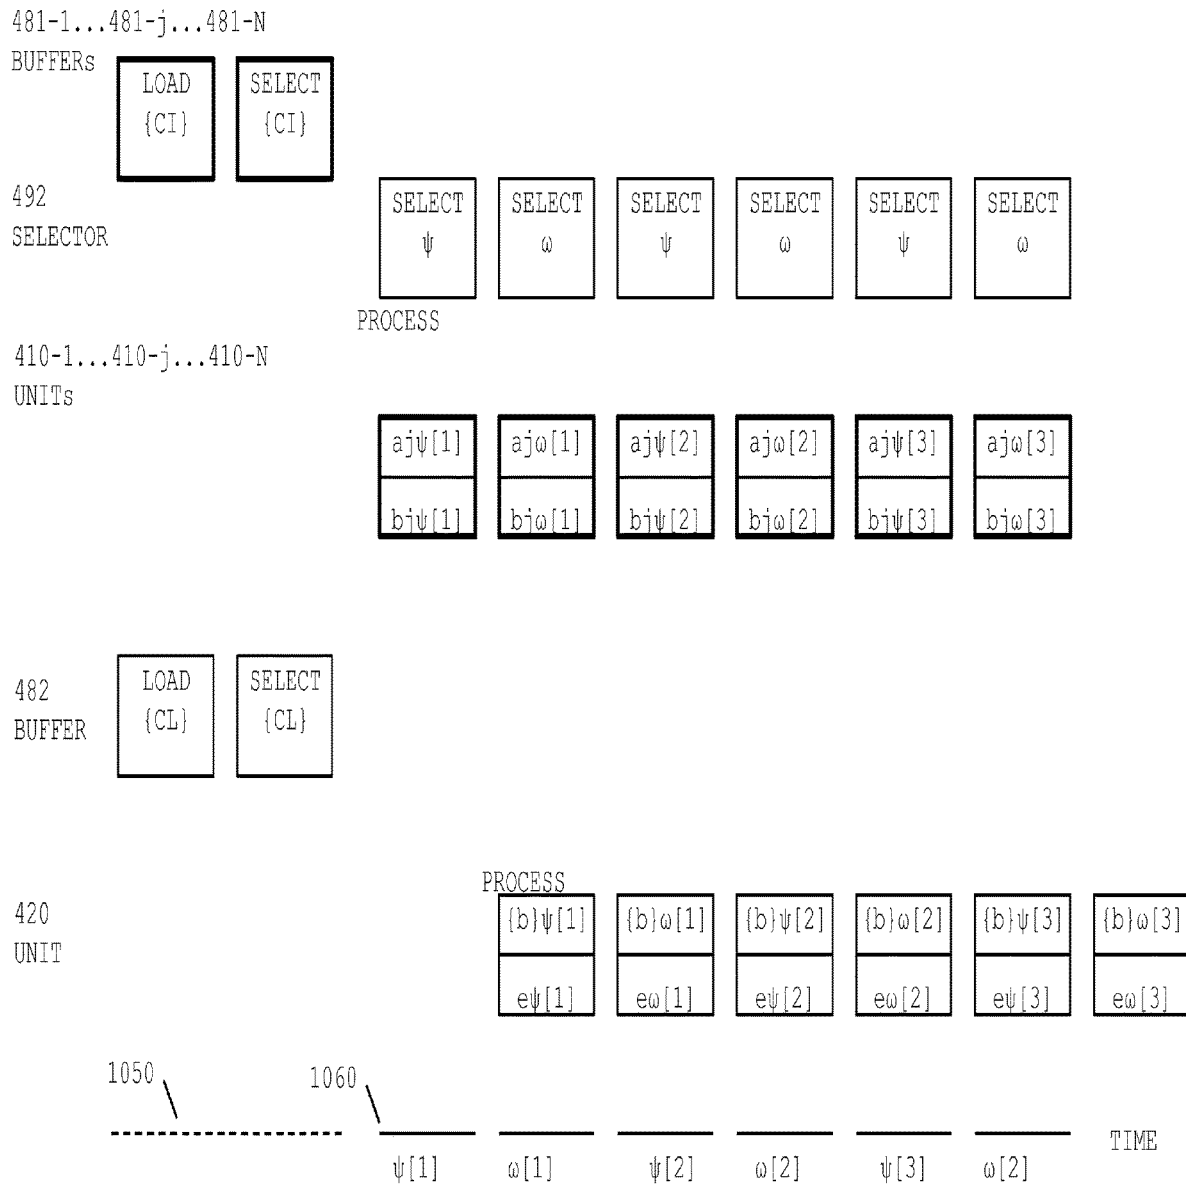 481-1...481-j...481-N
BUFFERs
LOAD SELECT
{CI} {CI}
492
SELECTOR
SELECT SELECT SELECT SELECT SELECT SELECT
ψ ω ψ ω ψ ω
PROCESS
410-1...410-j...410-N
UNITs
ajψ[1] ajω[1] ajψ[2] ajω[2] ajψ[3] ajω[3]
bjψ[1] bjω[1] bjψ[2] bjω[2] bjψ[3] bjω[3]
482
BUFFER
LOAD SELECT
{CL} {CL}
PROCESS
420
UNIT
{b}ψ[1] {b}ω[1] {b}ψ[2] {b}ω[2] {b}ψ[3] {b}ω[3]
eψ[1] eω[1] eψ[2] eω[2] eψ[3] eω[3]
1050 1060
TIME
ψ[1] ω[1] ψ[2] ω[2] ψ[3] ω[2]